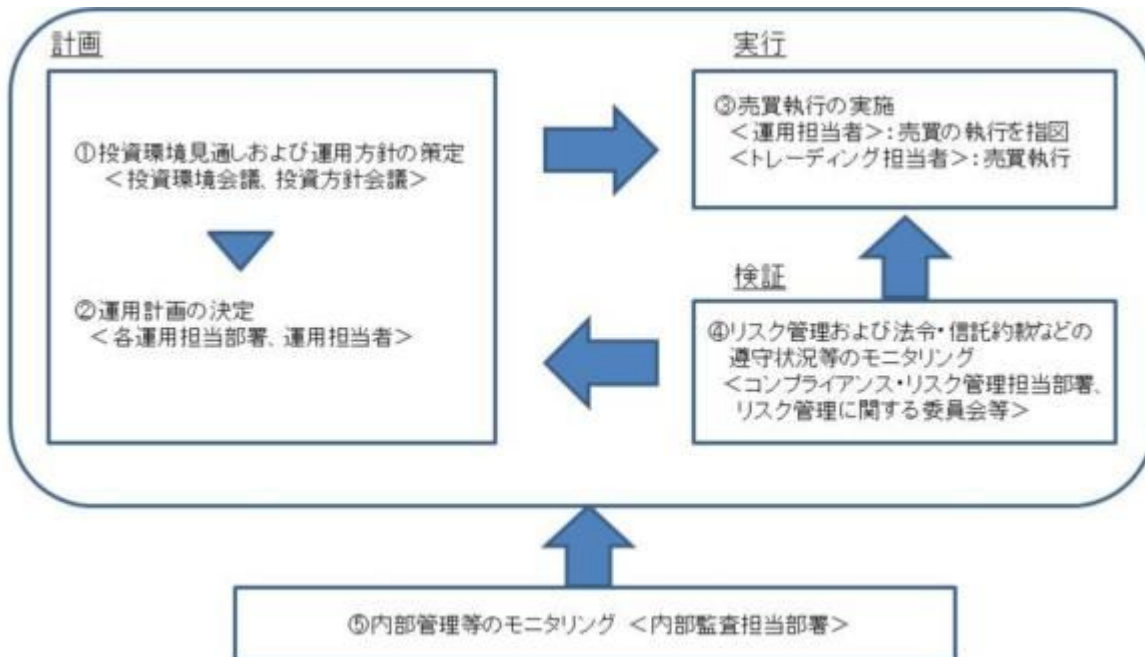 計画
①投資環境見通しおよび運用方針の策定
＜投資環境会議、投資方針会議＞
②運用計画の決定
＜各運用担当部署、運用担当者＞
実行
③売買執行の実施
＜運用担当者＞：売買の執行を指図
＜トレーディング担当者＞：売買執行
検証
④リスク管理および法令・信託約款などの
遵守状況等のモニタリング
＜コンプライアンス・リスク管理担当部署、
リスク管理に関する委員会等＞
⑤内部管理等のモニタリング ＜内部監査担当部署＞